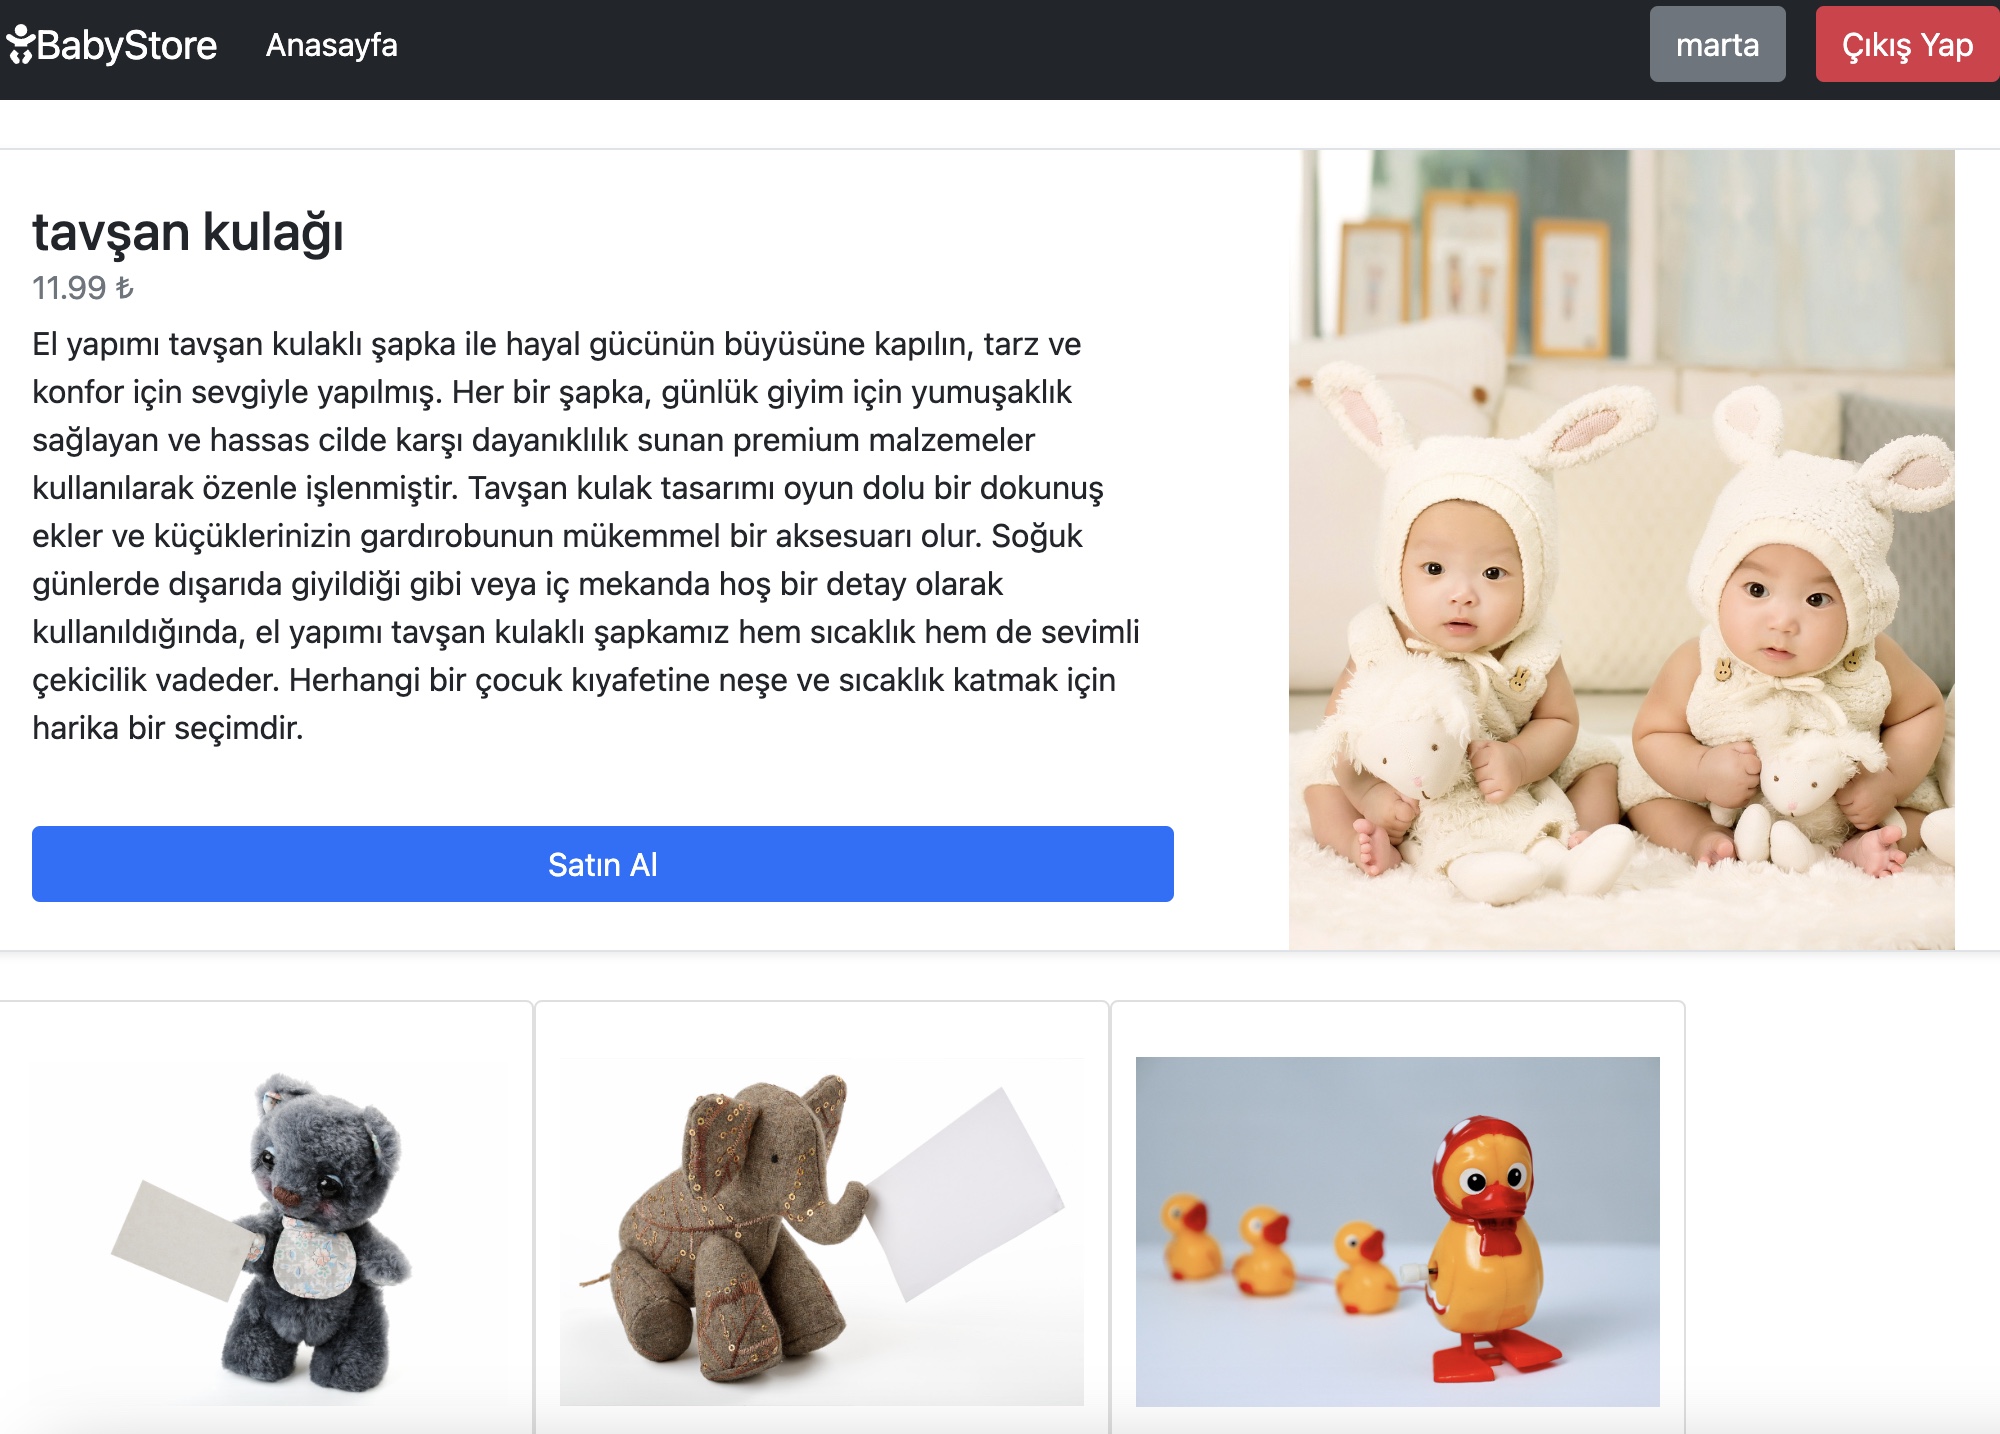 BabyStore Anasayfa marta Çıkış Yap
tavşan kulağı
11.99 ₺
El yapımı tavşan kulaklı şapka ile hayal gücünün büyüsüne kapılın, tarz ve
konfor için sevgiyle yapılmış. Her bir şapka, günlük giyim için yumuşaklık
sağlayan ve hassas cilde karşı dayanıklılık sunan premium malzemeler
kullanılarak özenle işlenmiştir. Tavşan kulak tasarımı oyun dolu bir dokunuş
ekler ve küçüklerinizin gardırobunun mükemmel bir aksesuarı olur. Soğuk
günlerde dışarıda giyildiği gibi veya iç mekanda hoş bir detay olarak
kullanıldığında, el yapımı tavşan kulaklı şapkamız hem sıcaklık hem de sevimli
çekicilik vadeder. Herhangi bir çocuk kıyafetine neşe ve sıcaklık katmak için
harika bir seçimdir.
Satın Al